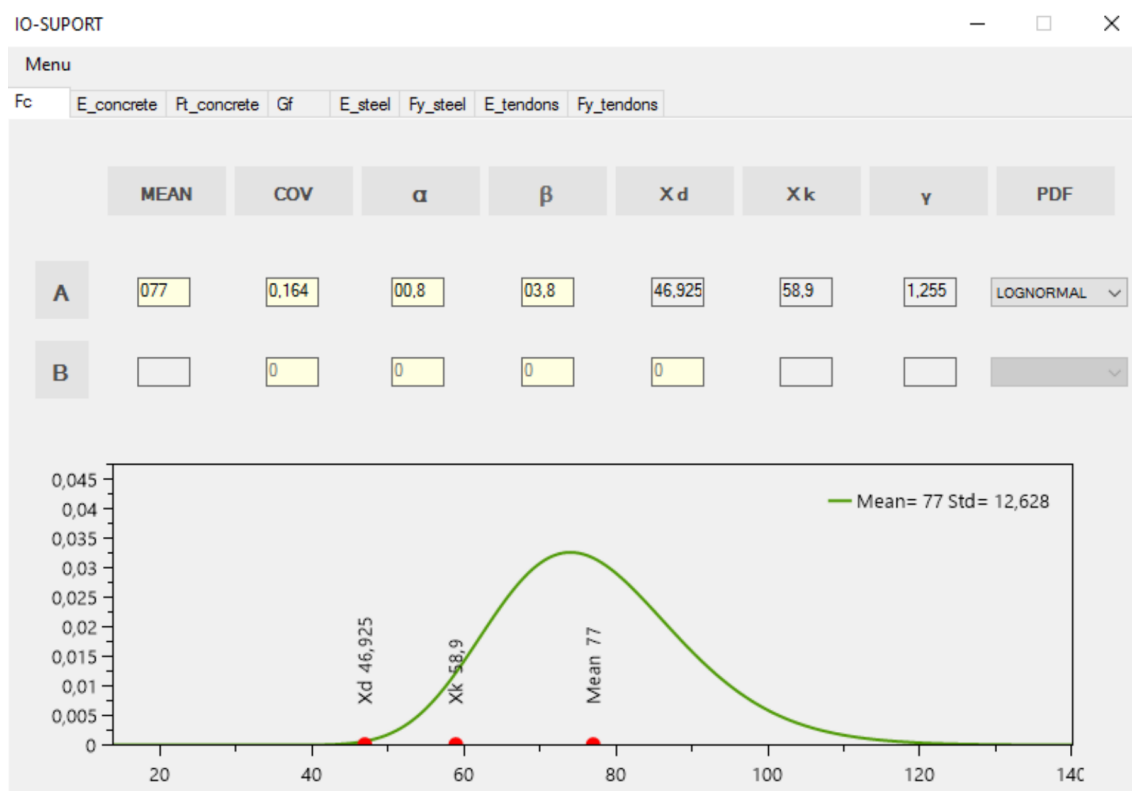 IO-SUPORT
Menu
Fc E_concrete Ft_concrete Gf E_steel Fy_steel E_tendons Fy_tendons
MEAN COV α β X d X k γ PDF
A 077 0,164 00,8 03,8 46,925 58,9 1,255 LOGNORMAL
B 0 0 0 0
Mean= 77 Std= 12,628
0,045
0,04
0,035
0,03
0,025
0,02
0,015
0,01
0,005
0
Xd 46,925
Xk 58,9
Mean 77
20 40 60 80 100 120 140